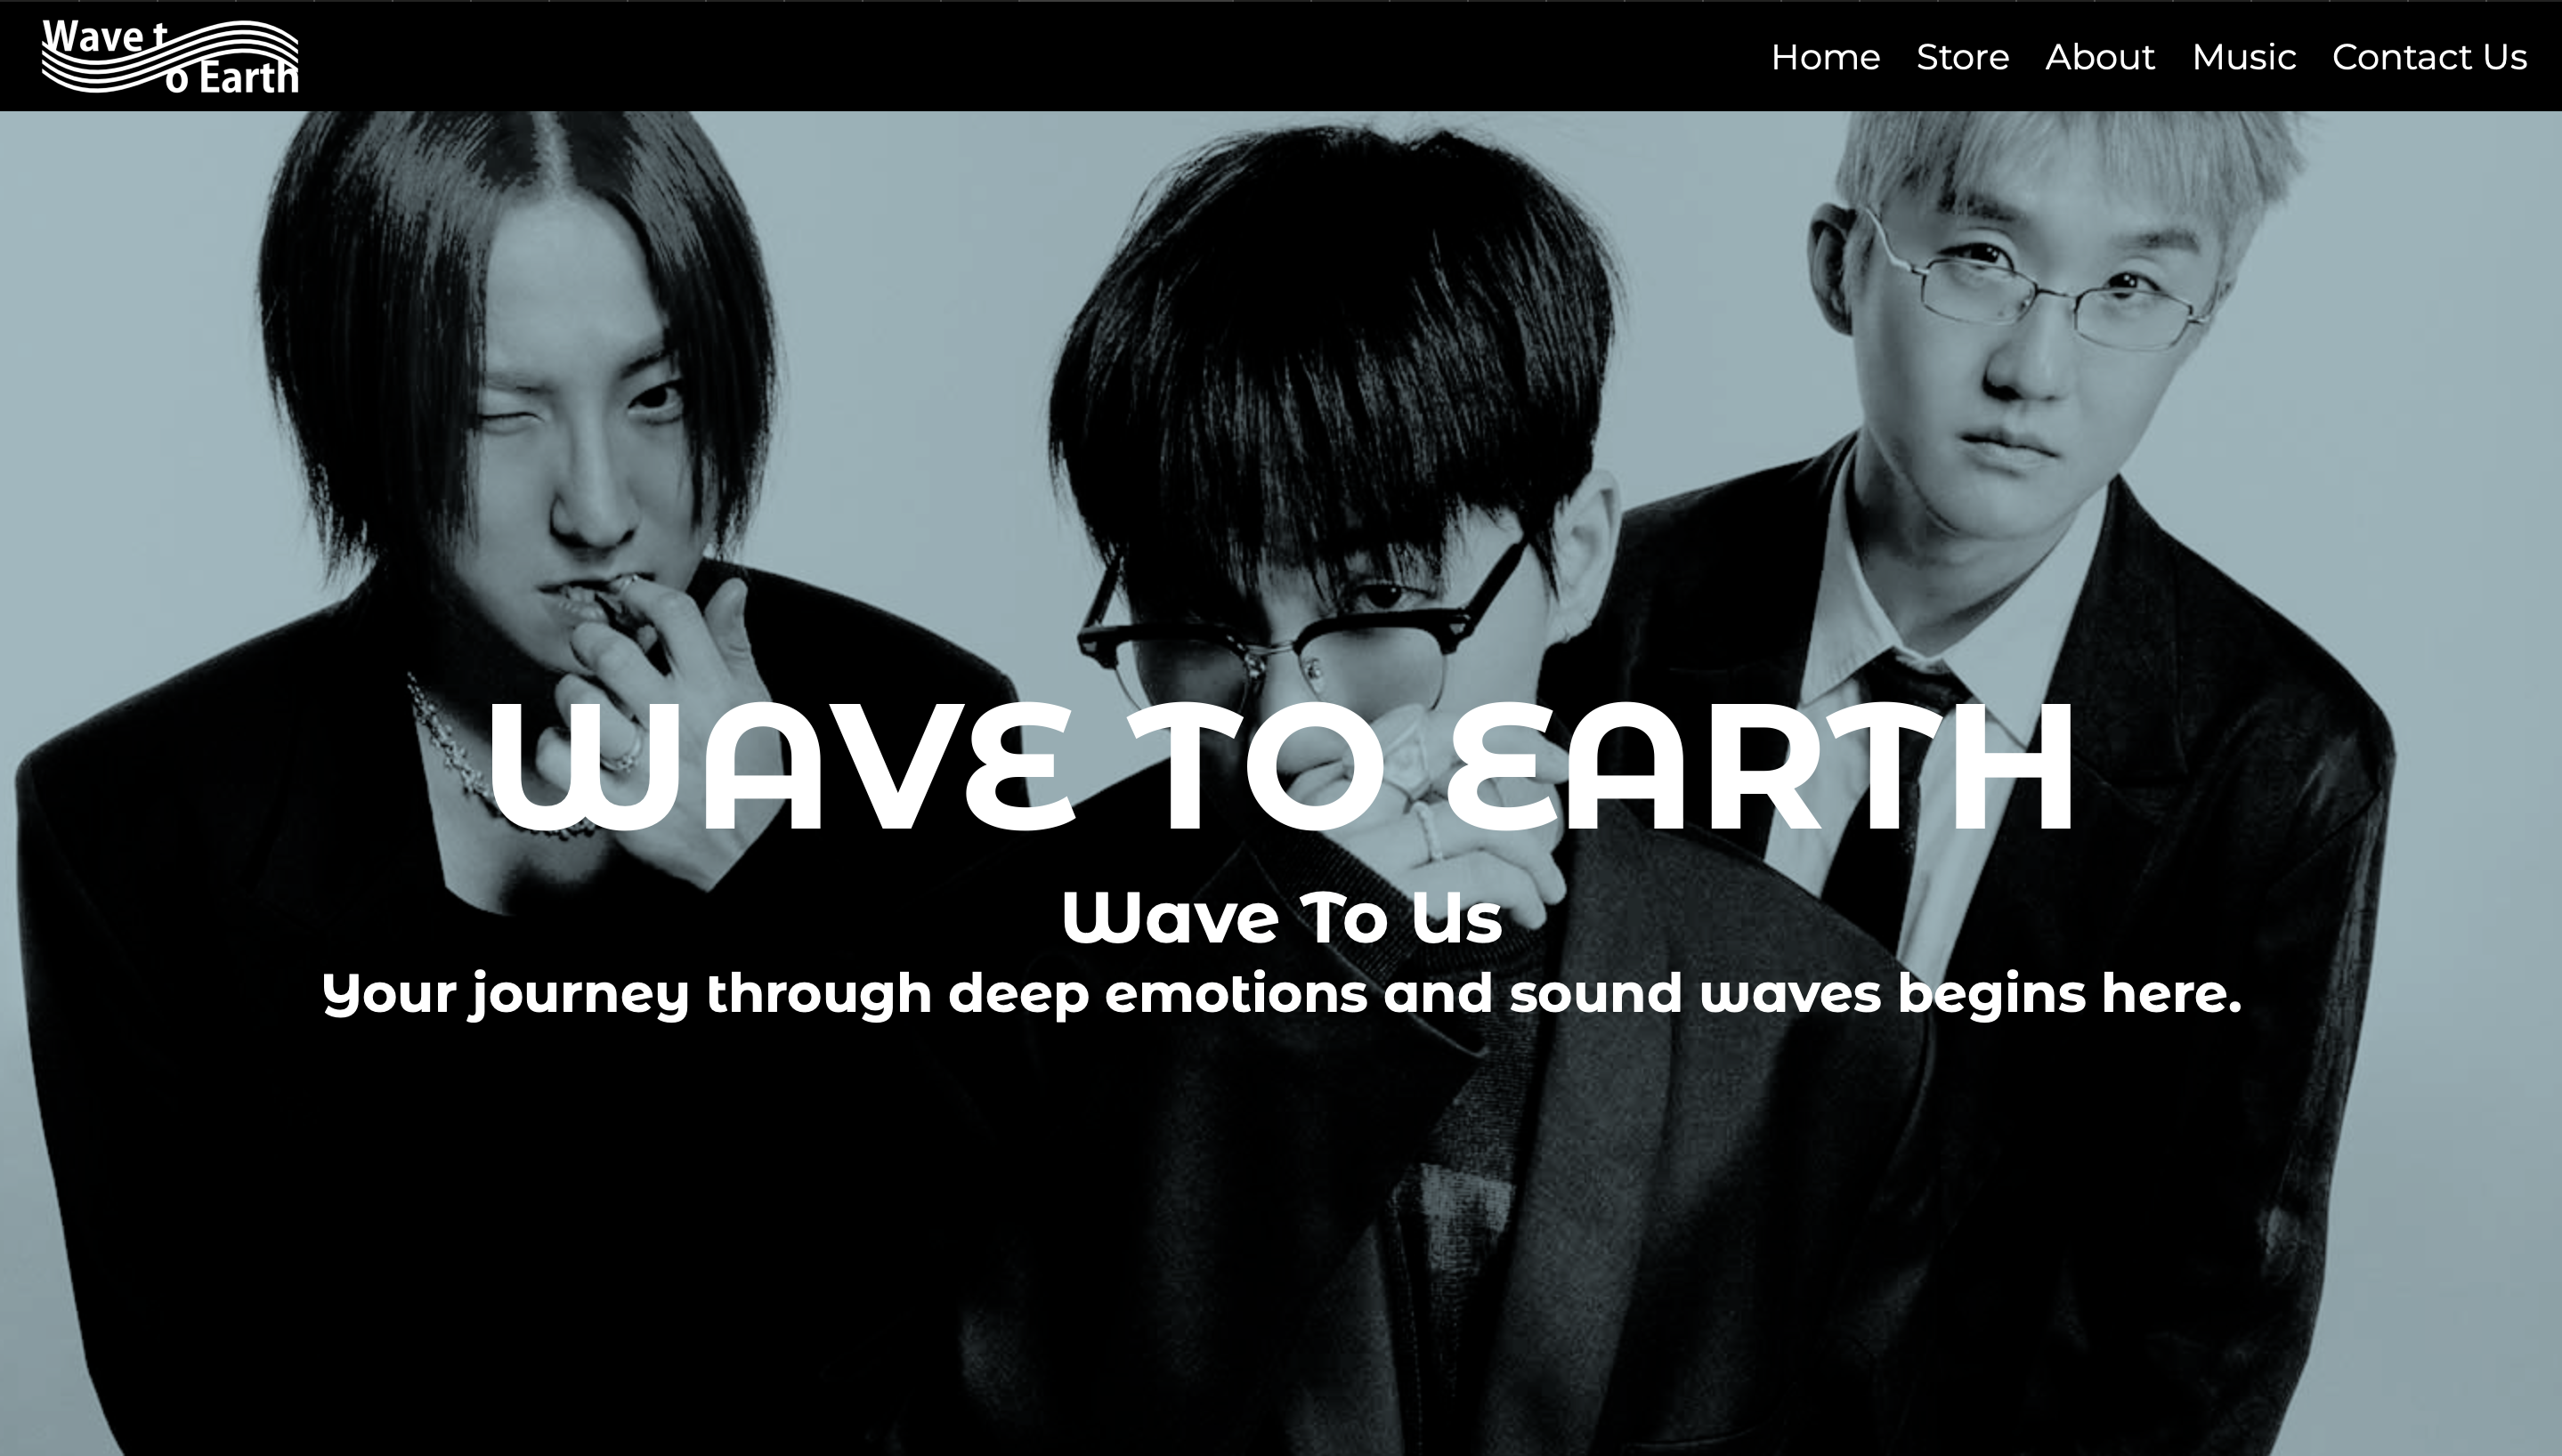 Wave t
o Earth
Home Store About Music Contact Us
WAVE TO EARTH
Wave To Us
Your journey through deep emotions and sound waves begins here.